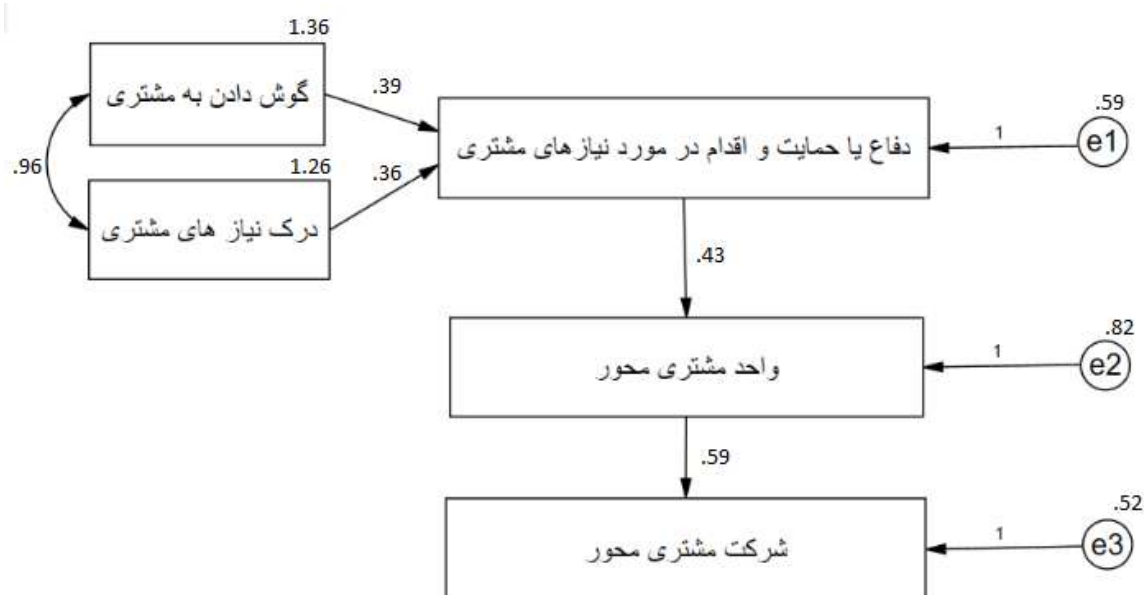 1.36
گوش دادن به مشتری
.39
.59
دفاع یا حمایت و اقدام در مورد نیازهای مشتری
1
e1
.96
1.26
.36
درک نیاز های مشتری
.43
.82
واحد مشتری محور
1
e2
.59
.52
شرکت مشتری محور
1
e3